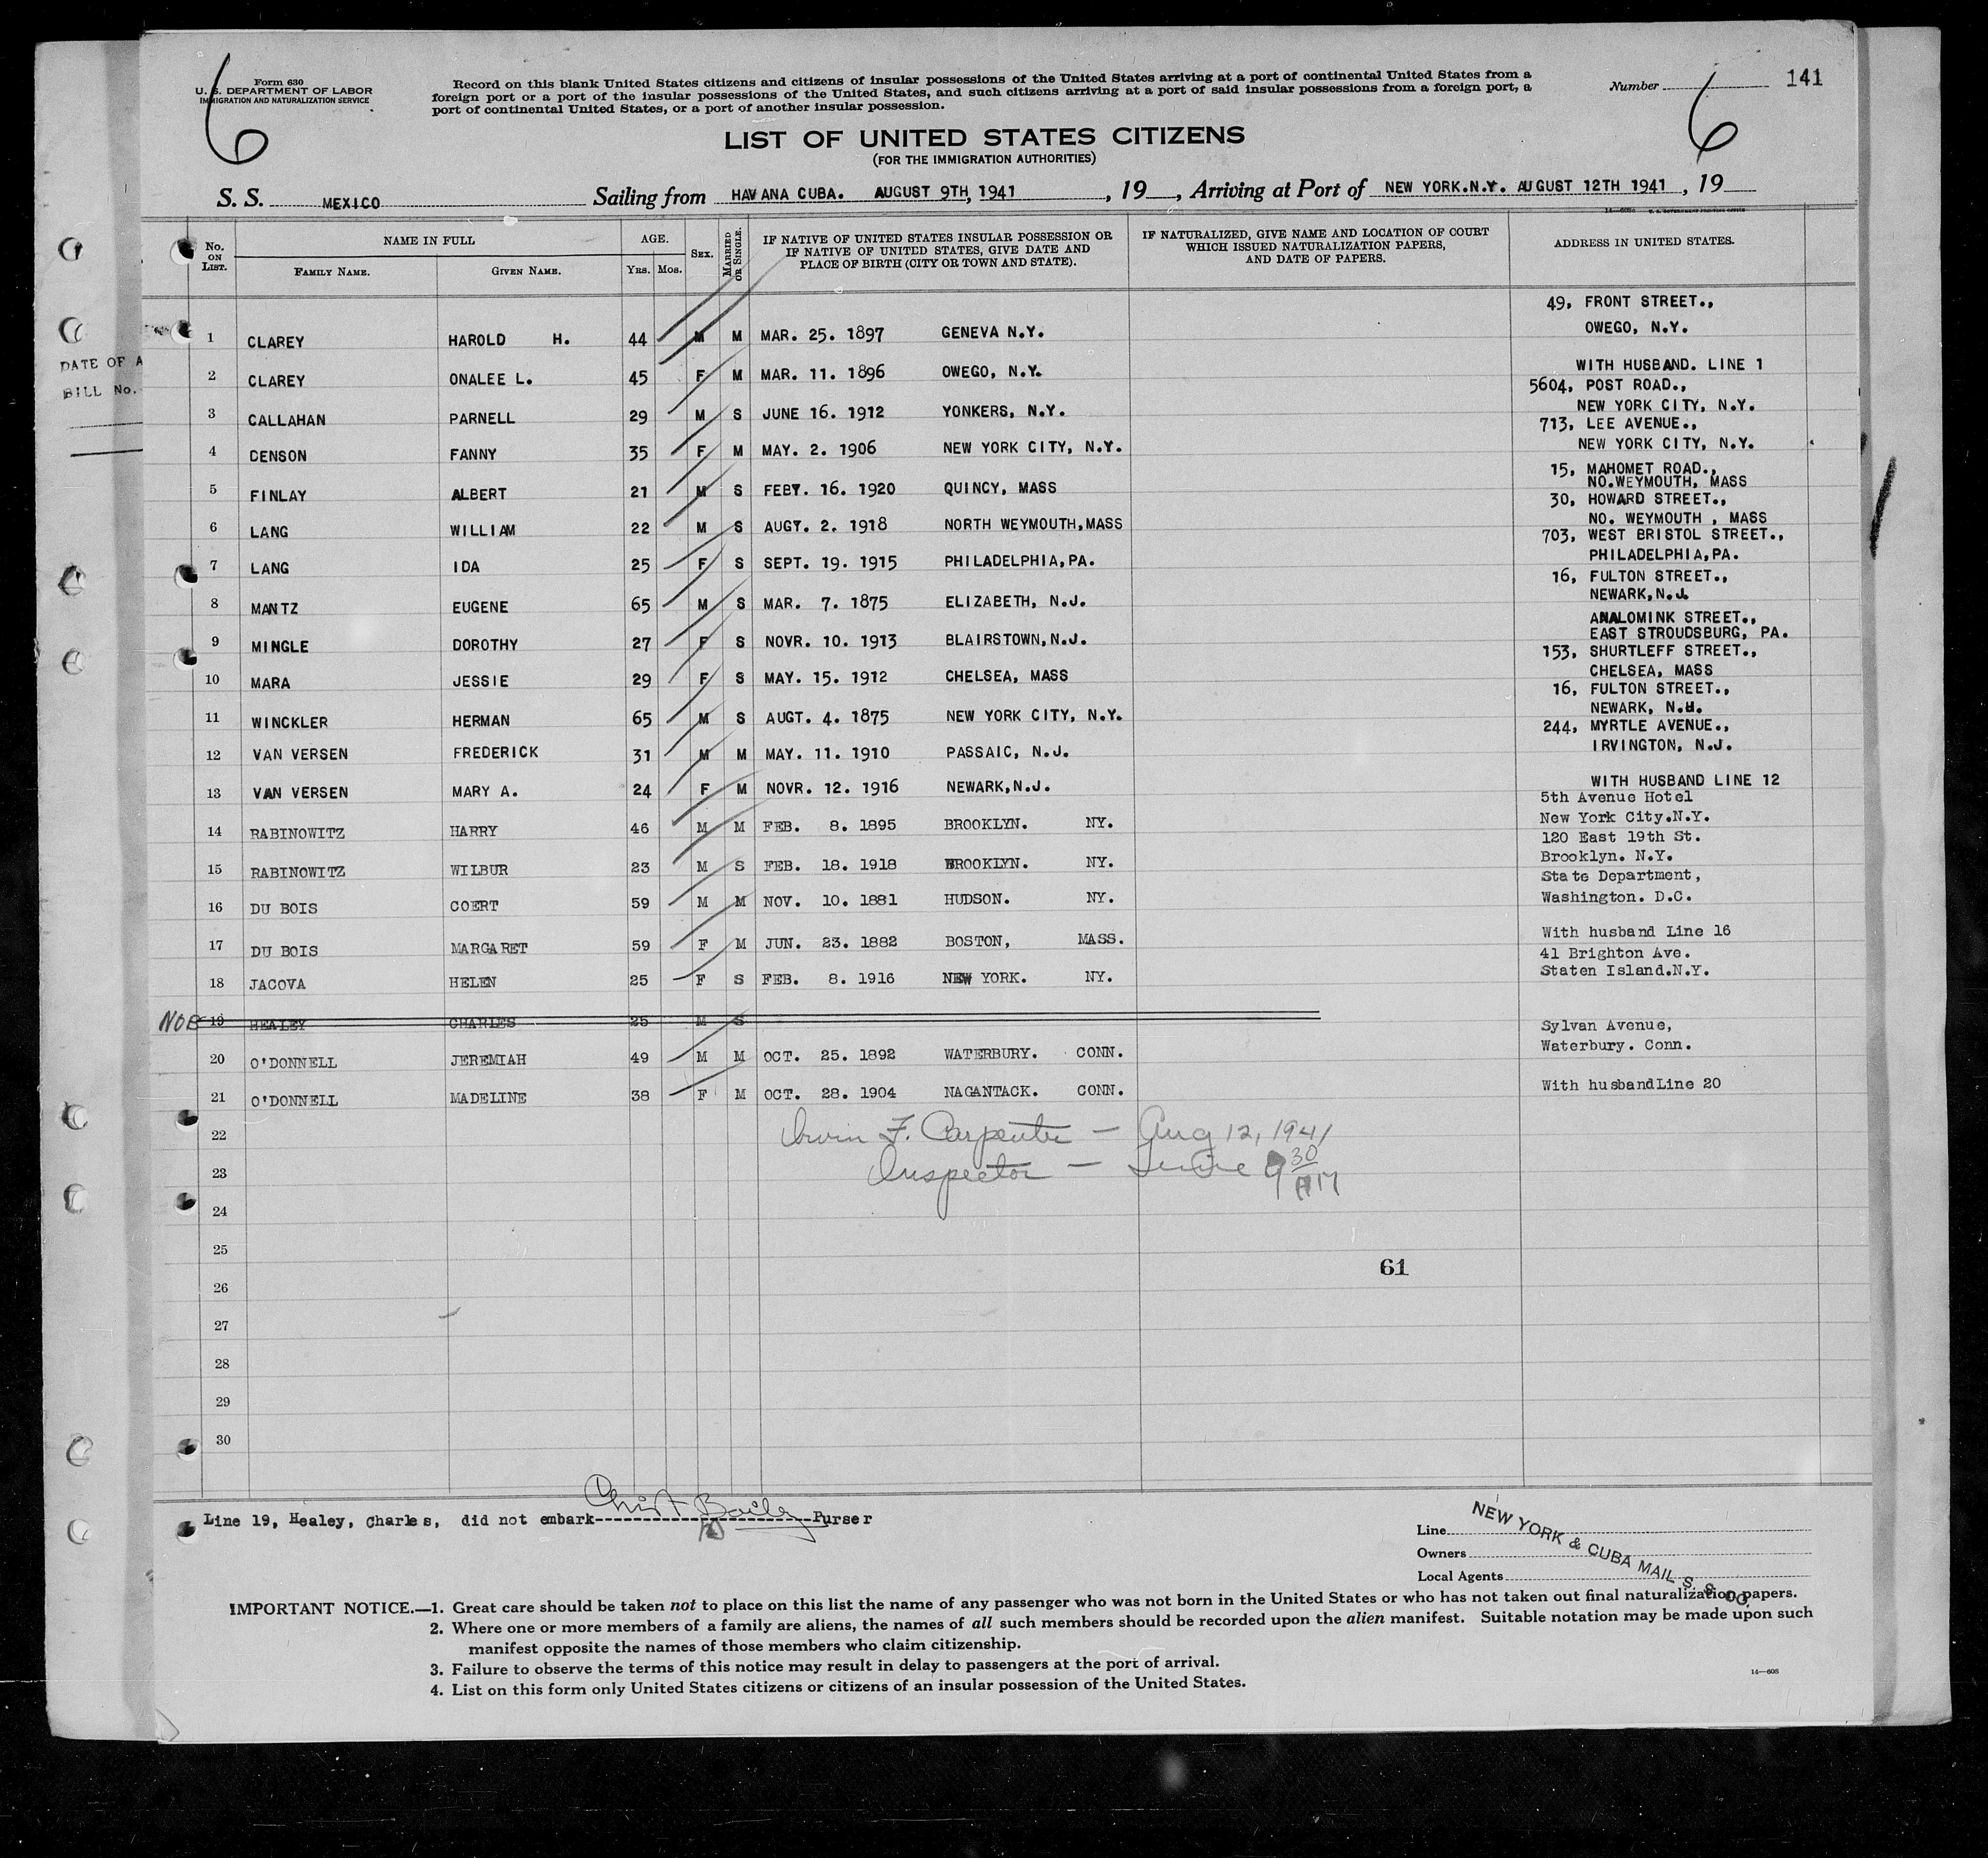 6
Form 630
U. S. DEPARTMENT OF LABOR
IMMIGRATION AND NATURALIZATION SERVICE
Record on this blank United States citizens and citizens of insular possessions of the United States arriving at a port of continental United States from a
foreign port or a port of the insular possessions of the United States, and such citizens arriving at a port of said insular possessions from a foreign port, a
port of continental United States, or a port of another insular possession.
Number 6
141
LIST OF UNITED STATES CITIZENS
(FOR THE IMMIGRATION AUTHORITIES)
S. S. MEXICO Sailing from HAVANA CUBA. AUGUST 9TH, 1941, 19__, Arriving at Port of NEW YORK.N.Y. AUGUST 12TH 1941, 19__
No. ON LIST. NAME IN FULL FAMILY NAME. GIVEN NAME. AGE. YRS. MOS. SEX. MARRIED OR SINGLE. IF NATIVE OF UNITED STATES INSULAR POSSESSION OR IF NATIVE OF UNITED STATES, GIVE DATE AND PLACE OF BIRTH (CITY OR TOWN AND STATE). IF NATURALIZED, GIVE NAME AND LOCATION OF COURT WHICH ISSUED NATURALIZATION PAPERS, AND DATE OF PAPERS. ADDRESS IN UNITED STATES.
DATE OF A
BILL No.
1 CLAREY HAROLD H. 44 M M MAR. 25. 1897 GENEVA N.Y. 49, FRONT STREET., OWEGO, N.Y.
2 CLAREY ONALEE L. 45 F M MAR. 11. 1896 OWEGO, N.Y. WITH HUSBAND. LINE 1
3 CALLAHAN PARNELL 29 M S JUNE 16. 1912 YONKERS, N.Y. 5604, POST ROAD., NEW YORK CITY, N.Y.
4 DENSON FANNY 35 F M MAY. 2. 1906 NEW YORK CITY, N.Y. 713, LEE AVENUE., NEW YORK CITY, N.Y.
5 FINLAY ALBERT 21 M S FEBY. 16. 1920 QUINCY, MASS 15, MAHOMET ROAD., NO.WEYMOUTH, MASS
6 LANG WILLIAM 22 M S AUGT. 2. 1918 NORTH WEYMOUTH,MASS 30, HOWARD STREET., NO. WEYMOUTH , MASS
7 LANG IDA 25 F S SEPT. 19. 1915 PHILADELPHIA,PA. 703, WEST BRISTOL STREET., PHILADELPHIA,PA.
8 MANTZ EUGENE 65 M S MAR. 7. 1875 ELIZABETH, N.J. 16, FULTON STREET., NEWARK,N.J.
9 MINGLE DOROTHY 27 F S NOVR. 10. 1913 BLAIRSTOWN,N.J. ANALOMINK STREET., EAST STROUDSBURG, PA.
10 MARA JESSIE 29 F S MAY. 15. 1912 CHELSEA, MASS 153, SHURTLEFF STREET., CHELSEA, MASS
11 WINCKLER HERMAN 65 M S AUGT. 4. 1875 NEW YORK CITY, N.Y. 16, FULTON STREET., NEWARK, N.J.
12 VAN VERSEN FREDERICK 31 M M MAY. 11. 1910 PASSAIC, N.J. 244, MYRTLE AVENUE., IRVINGTON, N.J.
13 VAN VERSEN MARY A. 24 F M NOVR. 12. 1916 NEWARK,N.J. WITH HUSBAND LINE 12
14 RABINOWITZ HARRY 46 M M FEB. 8. 1895 BROOKLYN. NY. 5th Avenue Hotel New York City.N.Y.
15 RABINOWITZ WILBUR 23 M S FEB. 18. 1918 BROOKLYN. NY. 120 East 19th St. Brooklyn. N.Y.
16 DU BOIS COERT 59 M M NOV. 10. 1881 HUDSON. NY. State Department, Washington. D.C.
17 DU BOIS MARGARET 59 F M JUN. 23. 1882 BOSTON, MASS. With husband Line 16
18 JACOVA HELEN 25 F S FEB. 8. 1916 NEW YORK. NY. 41 Brighton Ave. Staten Island.N.Y.
NOB 19 HEALEY CHARLES 25 M S
20 O'DONNELL JEREMIAH 49 M M OCT. 25. 1892 WATERBURY. CONN. Sylvan Avenue, Waterbury. Conn.
21 O'DONNELL MADELINE 38 F M OCT. 28. 1904 NAGANTACK. CONN. With husbandLine 20
22 Irwin F. Carpenter — Aug 12, 1941
23 Inspector — 9 30 AM
24
25
26 61
27
28
29
30
Line 19, Healey, Charles, did not embark Bailey Purser
Line NEW YORK & CUBA MAIL S. S. CO.
Owners
Local Agents
IMPORTANT NOTICE.—1. Great care should be taken not to place on this list the name of any passenger who was not born in the United States or who has not taken out final naturalization papers.
2. Where one or more members of a family are aliens, the names of all such members should be recorded upon the alien manifest. Suitable notation may be made upon such
manifest opposite the names of those members who claim citizenship.
3. Failure to observe the terms of this notice may result in delay to passengers at the port of arrival.
4. List on this form only United States citizens or citizens of an insular possession of the United States.
14—608